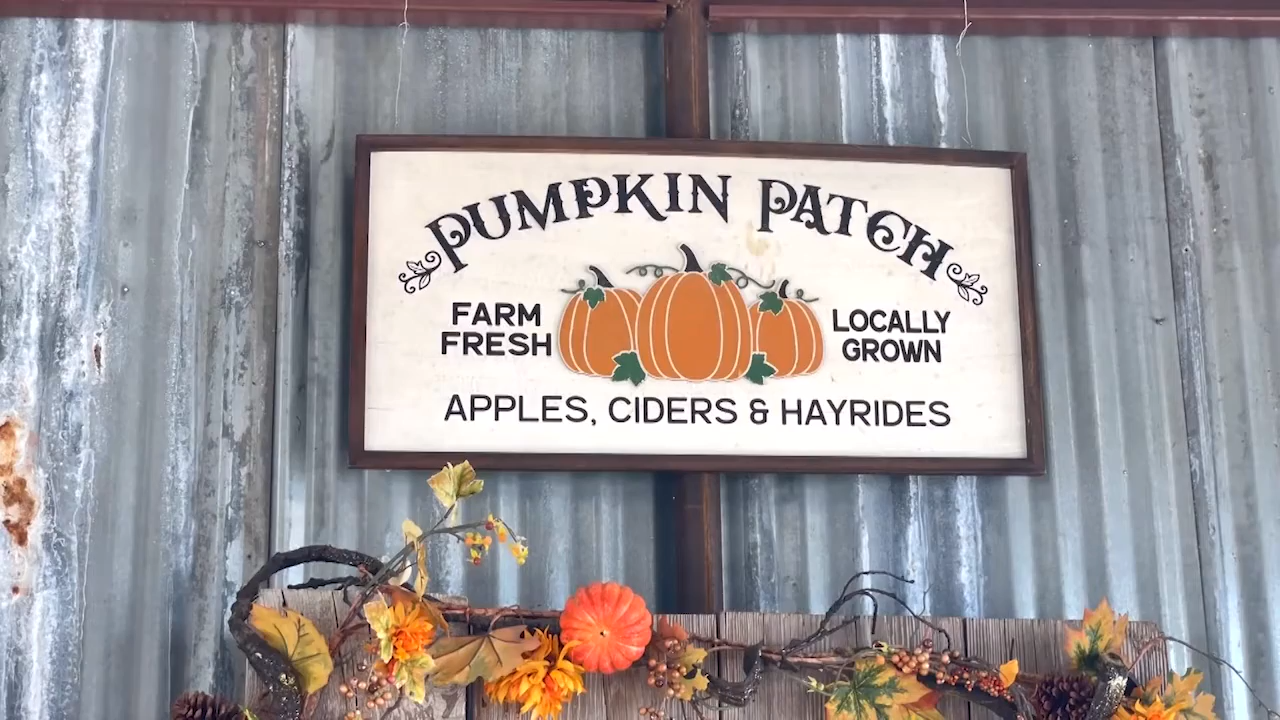 PUMPKIN PATCH
FARM
FRESH
LOCALLY
GROWN
APPLES, CIDERS & HAYRIDES